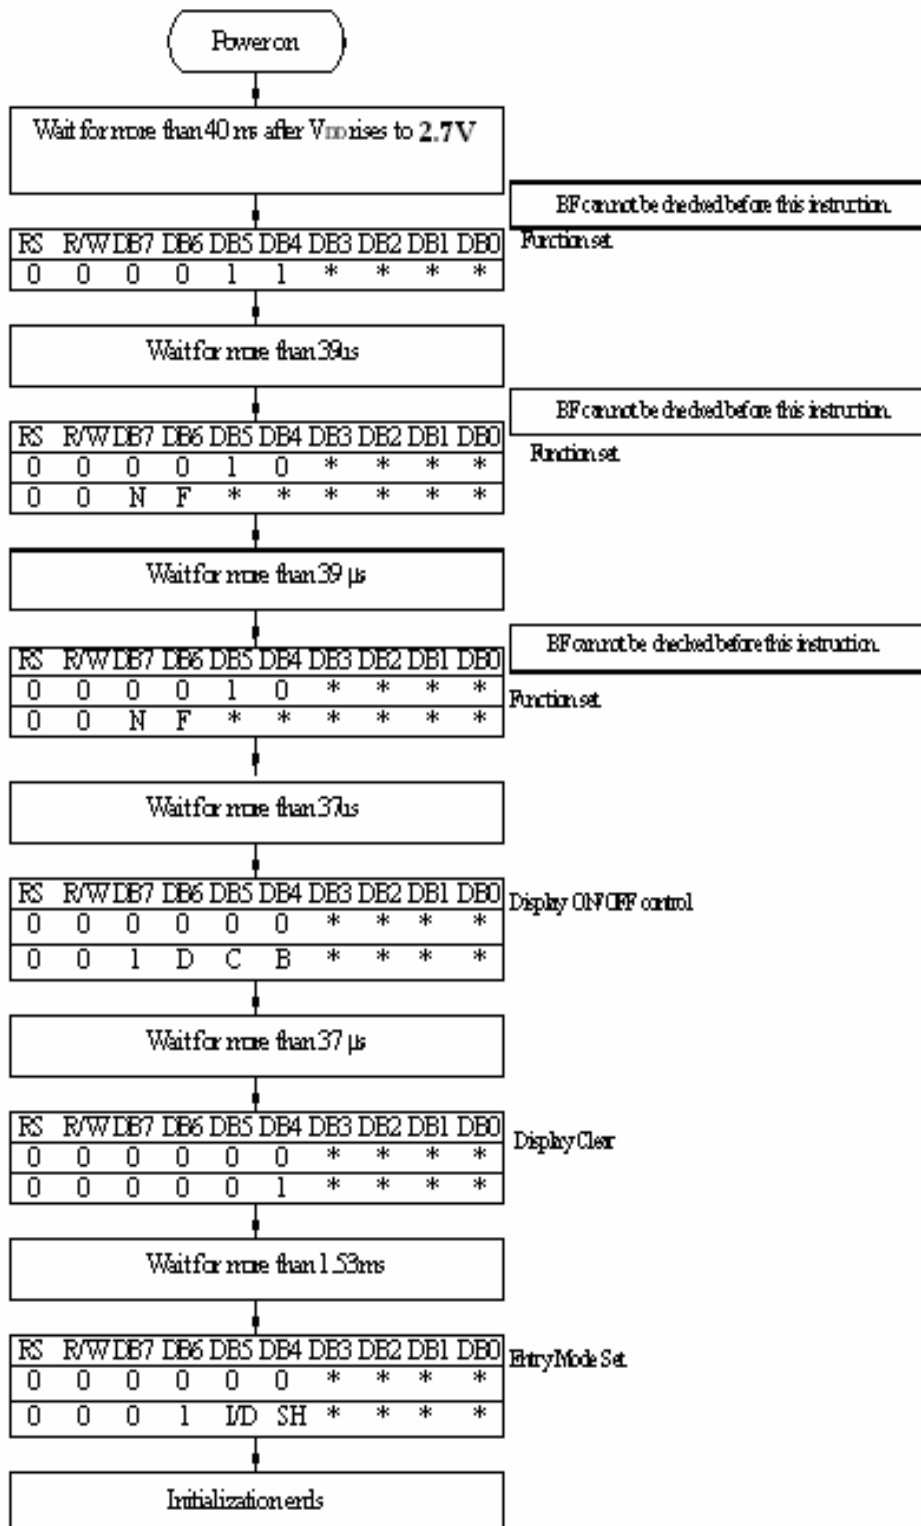 Power on
Wait for more than 40 ms after VDD rises to 2.7V
BF cannot be checked before this instruction.
RS R/W DB7 DB6 DB5 DB4 DB3 DB2 DB1 DB0
Function set
0 0 0 0 1 1 * * * *
Wait for more than 39us
BF cannot be checked before this instruction.
RS R/W DB7 DB6 DB5 DB4 DB3 DB2 DB1 DB0
Function set
0 0 0 0 1 0 * * * *
0 0 N F * * * * * *
Wait for more than 39 μs
BF cannot be checked before this instruction.
RS R/W DB7 DB6 DB5 DB4 DB3 DB2 DB1 DB0
0 0 0 0 1 0 * * * *
Function set
0 0 N F * * * * * *
Wait for more than 37us
RS R/W DB7 DB6 DB5 DB4 DB3 DB2 DB1 DB0
Display ON/OFF control
0 0 0 0 0 0 * * * *
0 0 1 D C B * * * *
Wait for more than 37 μs
RS R/W DB7 DB6 DB5 DB4 DB3 DB2 DB1 DB0
Display Clear
0 0 0 0 0 0 * * * *
0 0 0 0 0 1 * * * *
Wait for more than 1.53ms
RS R/W DB7 DB6 DB5 DB4 DB3 DB2 DB1 DB0
Entry Mode Set
0 0 0 0 0 0 * * * *
0 0 0 1 I/D SH * * * *
Initialization ends